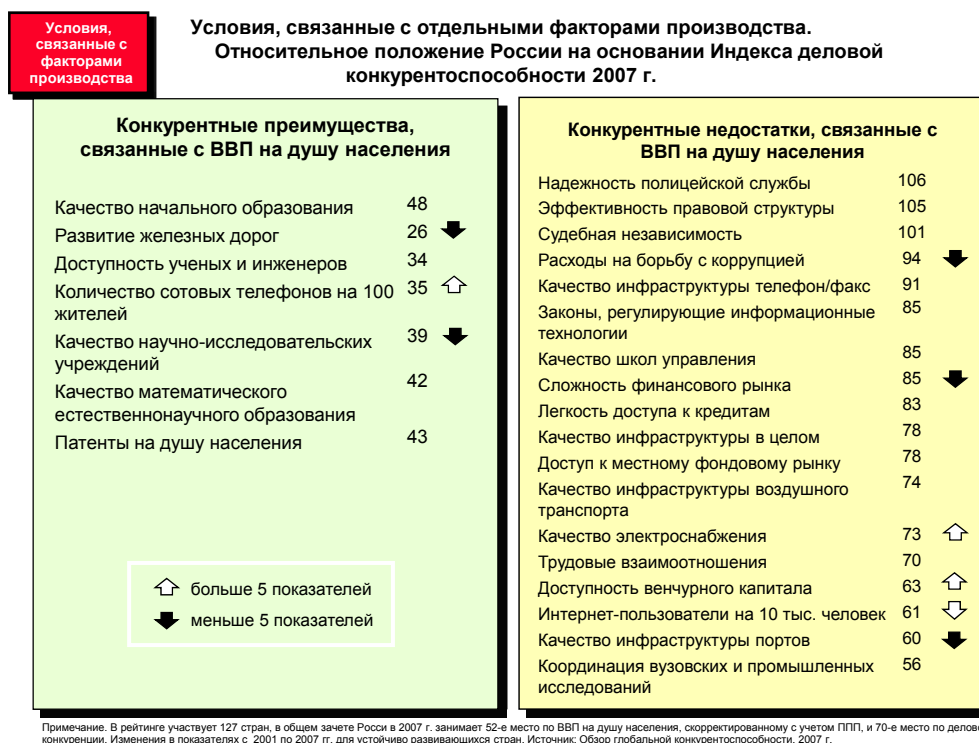 Условия,
связанные с
факторами
производства
Условия, связанные с отдельными факторами производства.
Относительное положение России на основании Индекса деловой
конкурентоспособности 2007 г.
Конкурентные преимущества,
связанные с ВВП на душу населения
Качество начального образования 48
Развитие железных дорог 26
Доступность ученых и инженеров 34
Количество сотовых телефонов на 100 35
жителей
Качество научно-исследовательских 39
учреждений
Качество математического 42
естественнонаучного образования
Патенты на душу населения 43
больше 5 показателей
меньше 5 показателей
Конкурентные недостатки, связанные с
ВВП на душу населения
Надежность полицейской службы 106
Эффективность правовой структуры 105
Судебная независимость 101
Расходы на борьбу с коррупцией 94
Качество инфраструктуры телефон/факс 91
Законы, регулирующие информационные 85
технологии
Качество школ управления 85
Сложность финансового рынка 85
Легкость доступа к кредитам 83
Качество инфраструктуры в целом 78
Доступ к местному фондовому рынку 78
Качество инфраструктуры воздушного 74
транспорта
Качество электроснабжения 73
Трудовые взаимоотношения 70
Доступность венчурного капитала 63
Интернет-пользователи на 10 тыс. человек 61
Качество инфраструктуры портов 60
Координация вузовских и промышленных 56
исследований
Примечание. В рейтинге участвует 127 стран, в общем зачете Росси в 2007 г. занимает 52-е место по ВВП на душу населения, скорректированному с учетом ППП, и 70-е место по делов
конкуренции. Изменения в показателях с 2001 по 2007 гг. для устойчиво развивающихся стран. Источник: Обзор глобальной конкурентоспособности, 2007 г.